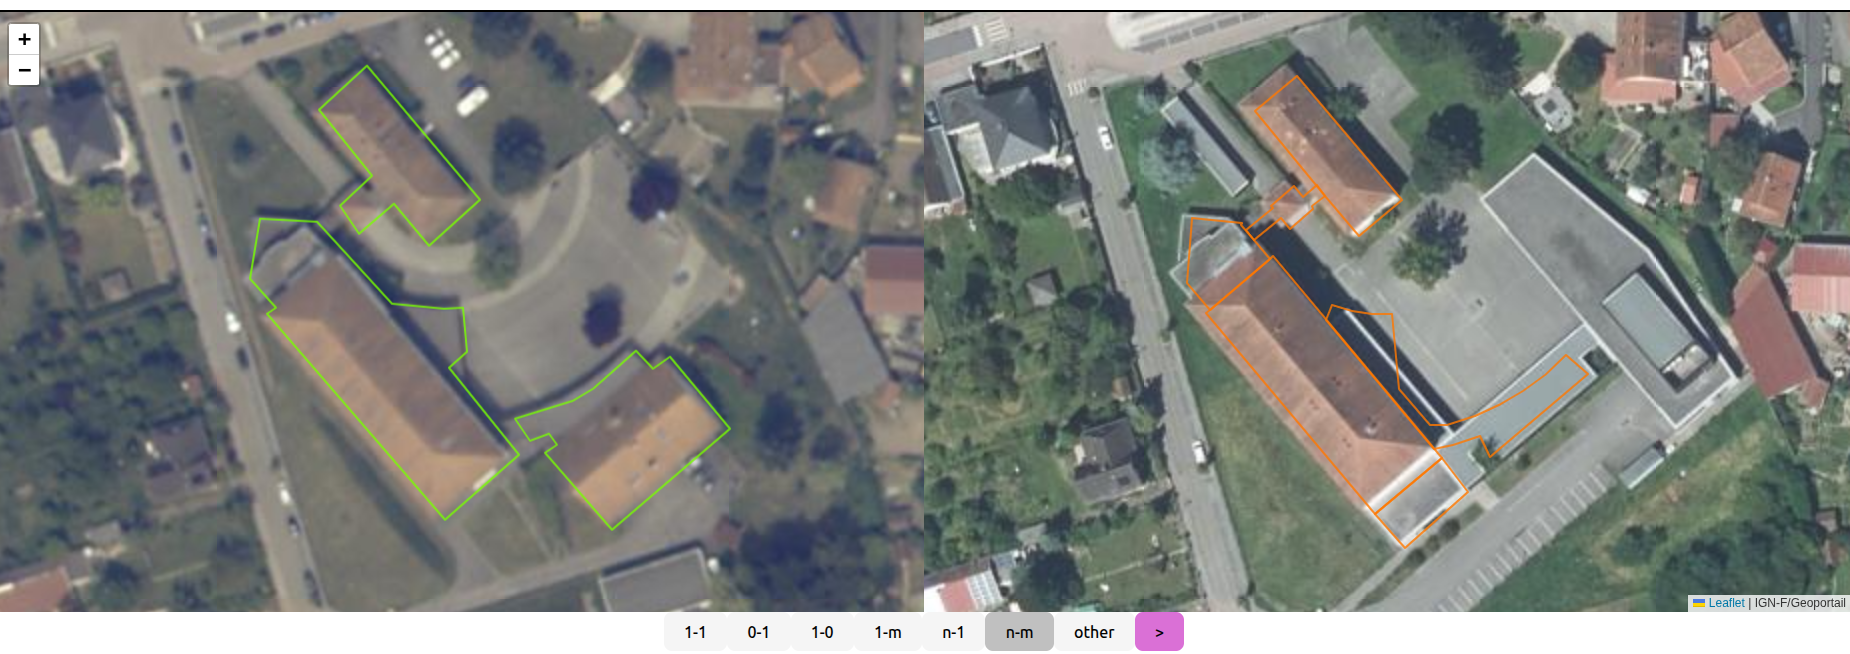 +
−
Leaflet | IGN-F/Geoportail
1-1 0-1 1-0 1-m n-1 n-m other >